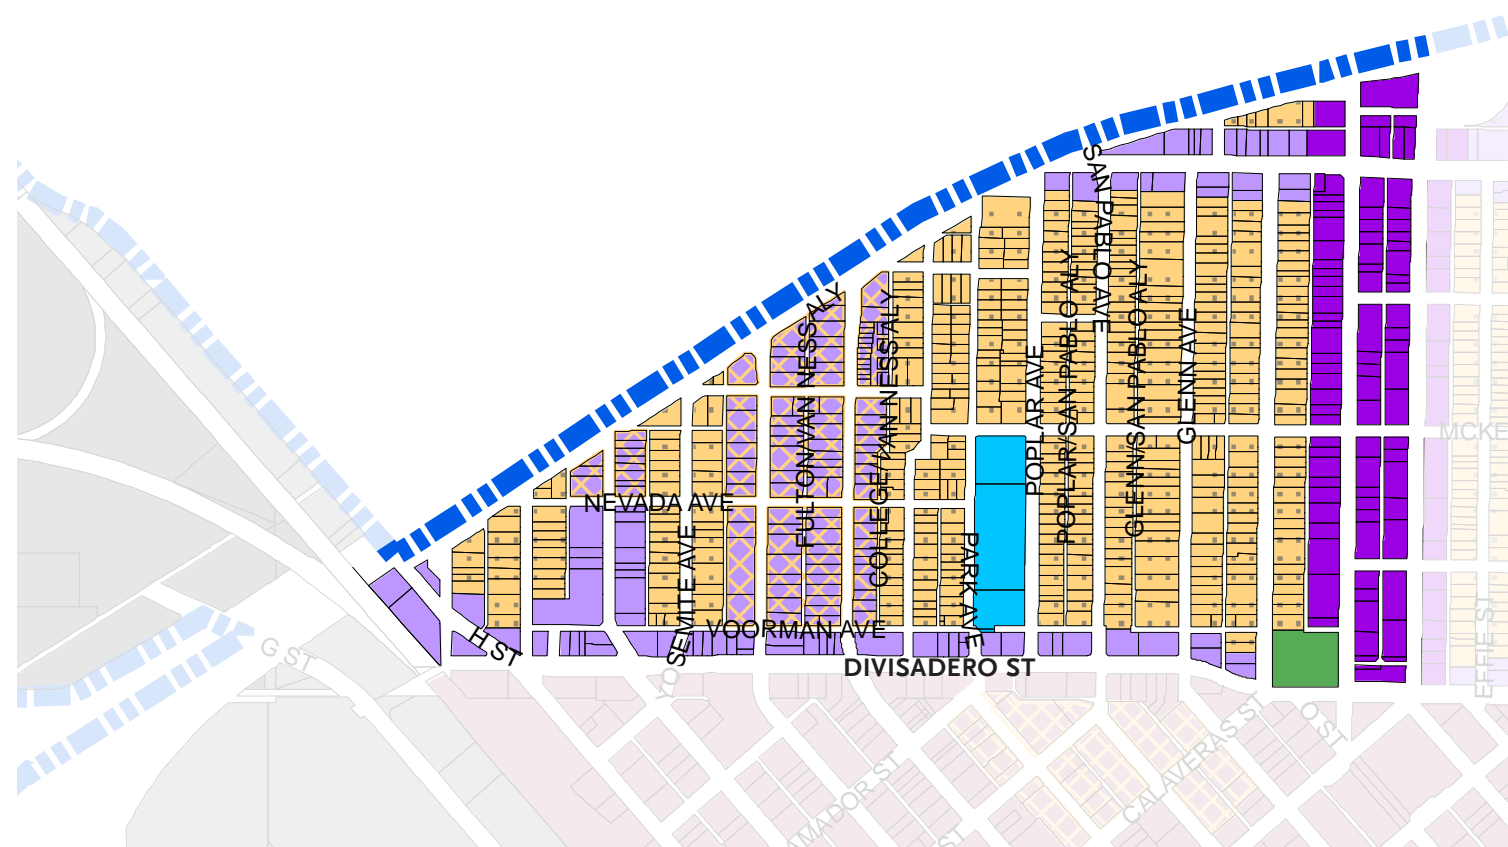 SAN PABLO AVE
FULTON/VAN NESS ALY
COLLEGE/VAN NESS ALY
POPLAR AVE
POPLAR/SAN PABLO ALY
GLENN/SAN PABLO ALY
GLENN AVE
MCKE
NEVADA AVE
YOSEMITE AVE
PARK AVE
VOORMAN AVE
H ST
G ST
DIVISADERO ST
EFFIE ST
O ST
CALAVERAS ST
AMADOR ST
ST